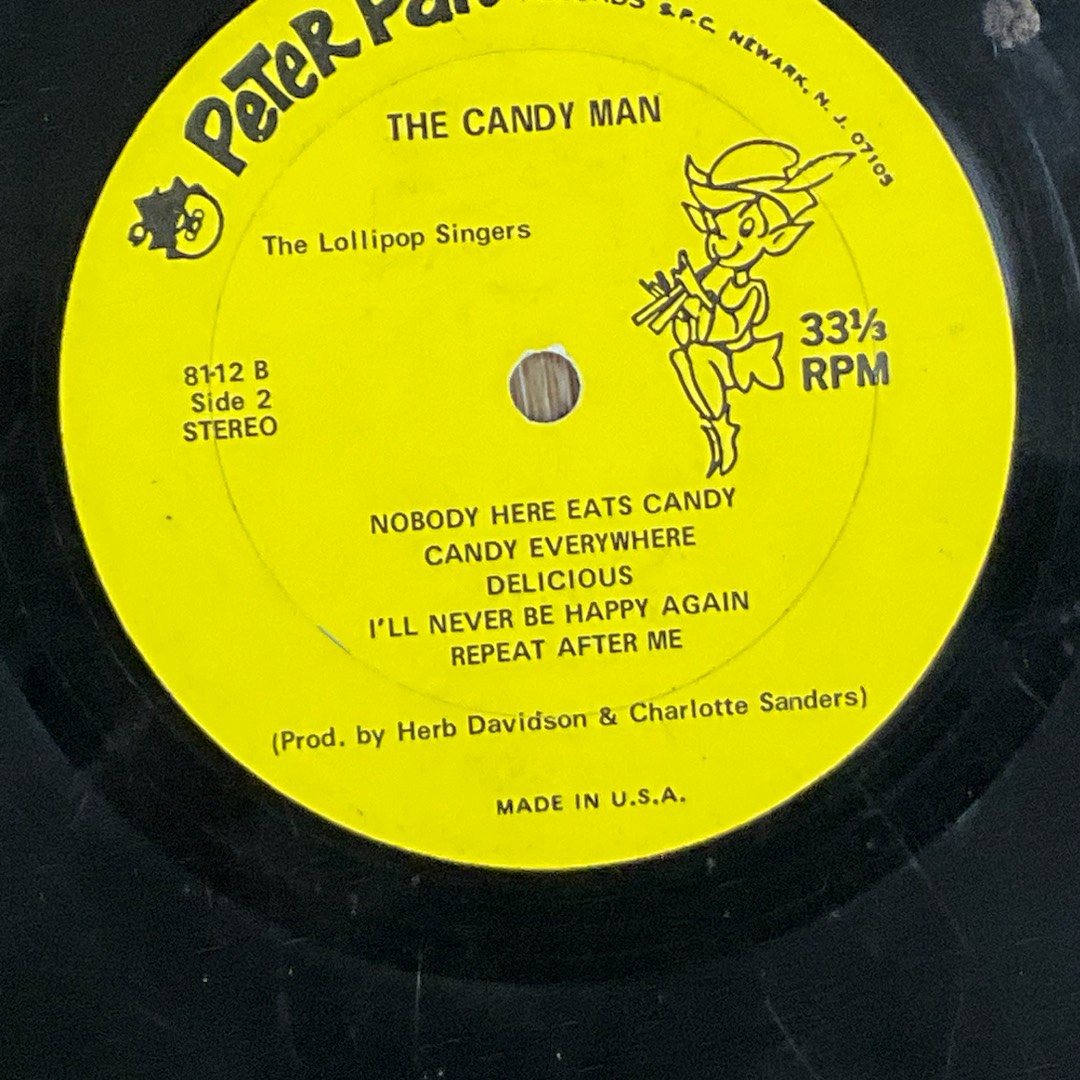 PETER PAN
& P.C. NEWARK, N. J. 07105
THE CANDY MAN
The Lollipop Singers
33⅓
RPM
8112 B
Side 2
STEREO
NOBODY HERE EATS CANDY
CANDY EVERYWHERE
DELICIOUS
I'LL NEVER BE HAPPY AGAIN
REPEAT AFTER ME
(Prod. by Herb Davidson & Charlotte Sanders)
MADE IN U.S.A.